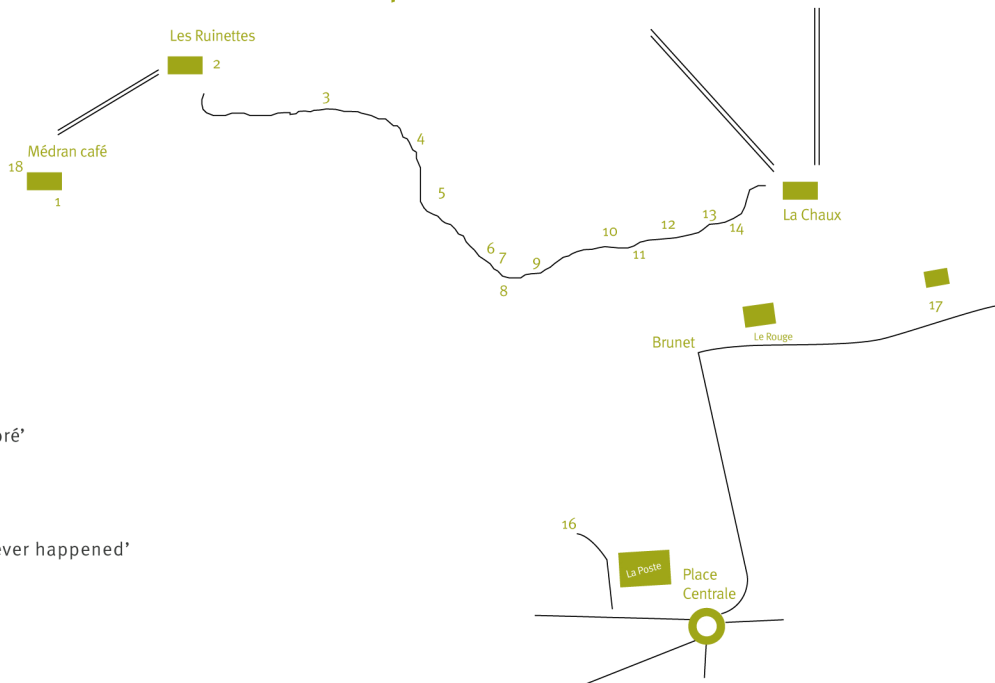 Les Ruinettes
2
3
Médran café
18
1
4
5
6
7
8
9
10
11
12
13
14
La Chaux
17
Le Rouge
Brunet
ré’
ver happened’
16
La Poste
Place
Centrale